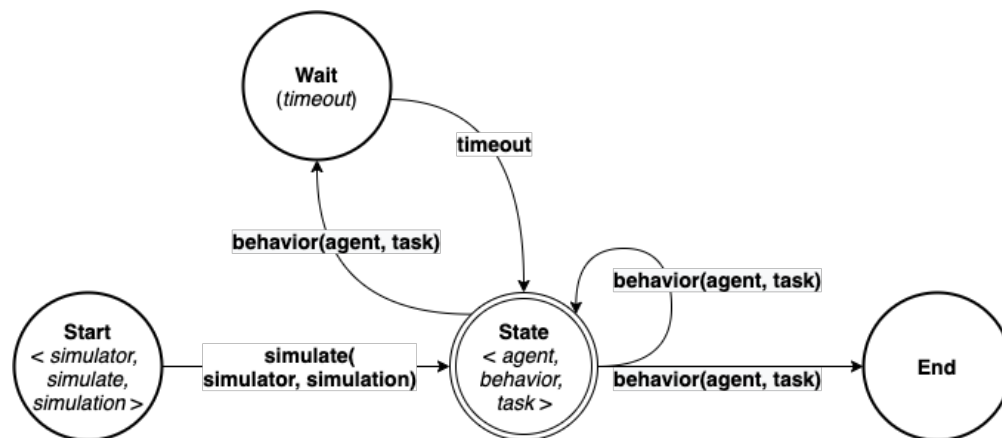 Wait
(timeout)
timeout
behavior(agent, task)
behavior(agent, task)
Start
< simulator,
simulate,
simulation >
simulate(
simulator, simulation)
State
< agent,
behavior,
task >
behavior(agent, task)
End